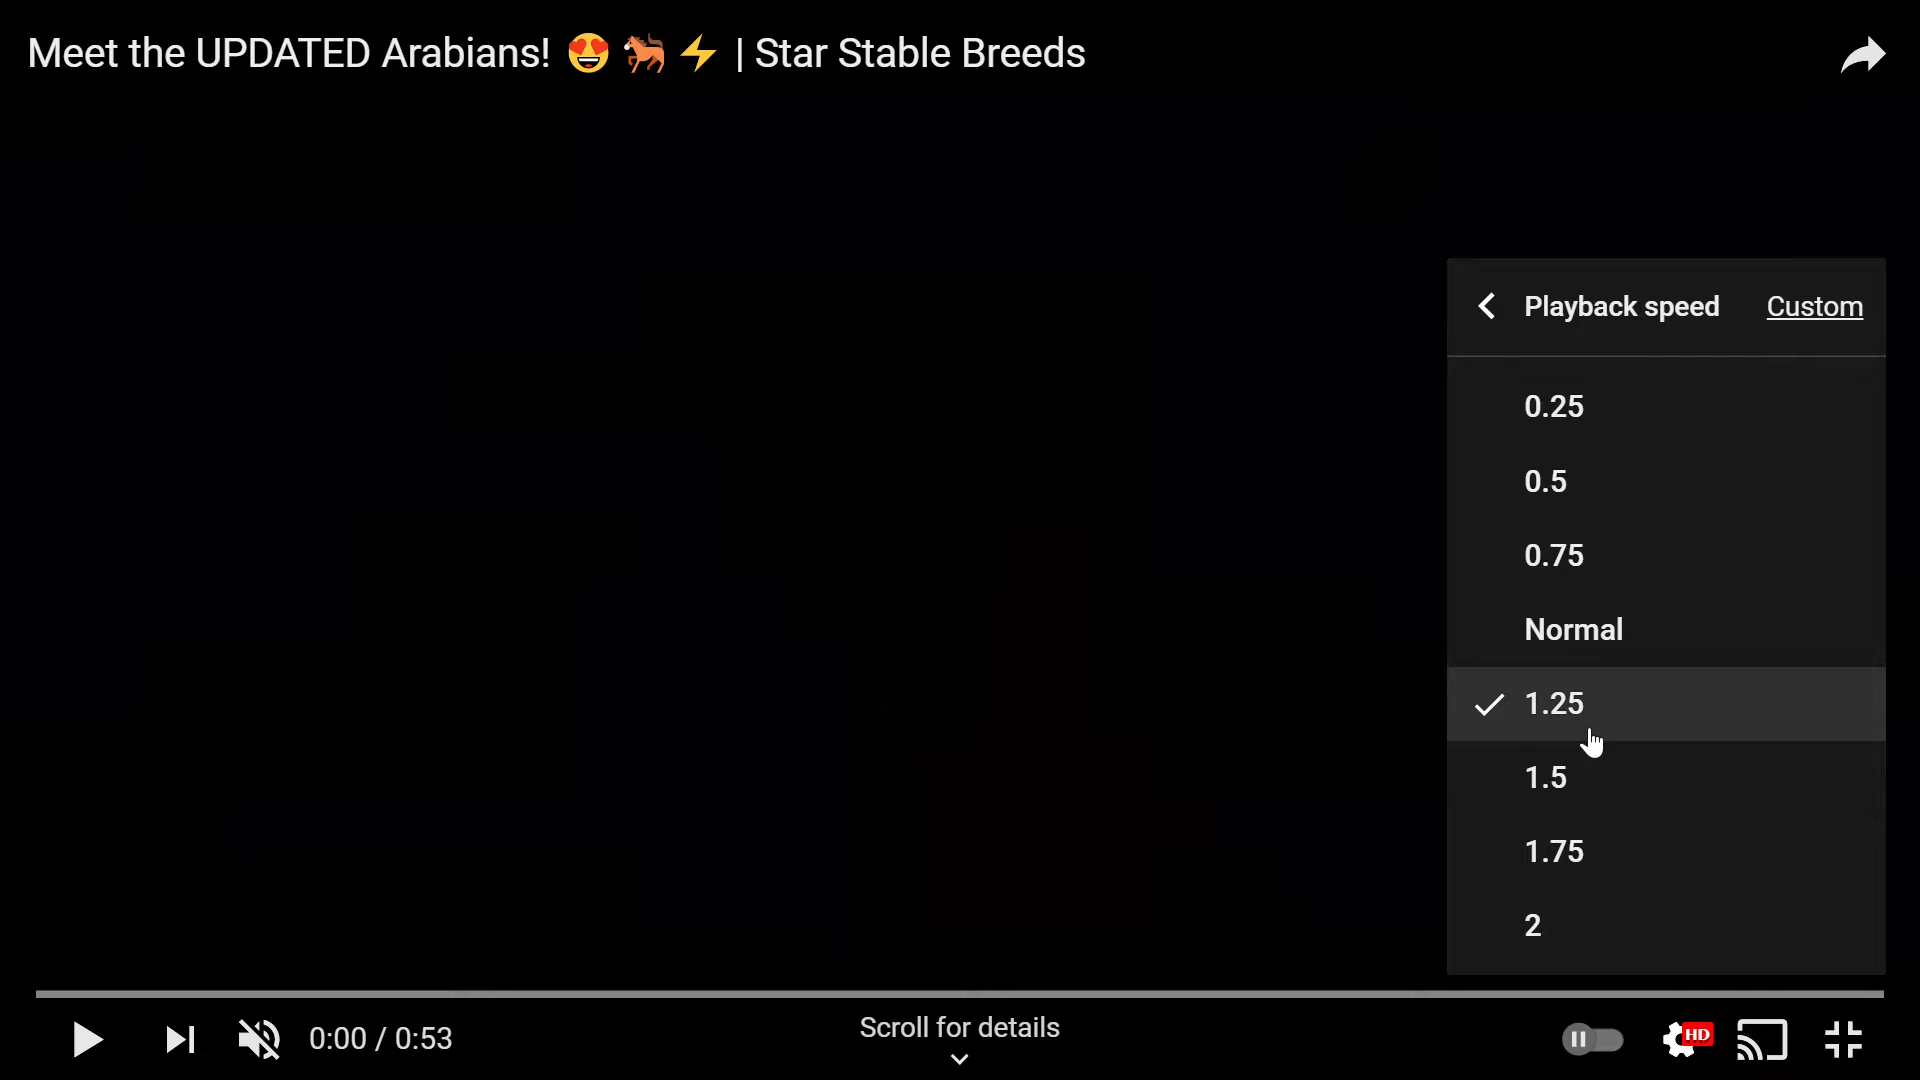 Meet the UPDATED Arabians! 😍 🐎 ⚡ | Star Stable Breeds
Playback speed Custom
0.25
0.5
0.75
Normal
1.25
1.5
1.75
2
Scroll for details
0:00 / 0:53
HD